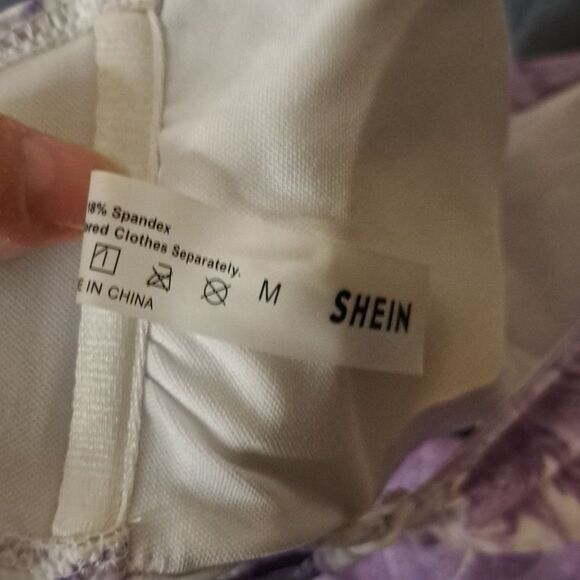 18% Spandex
ored Clothes Separately.
M SHEIN
E IN CHINA